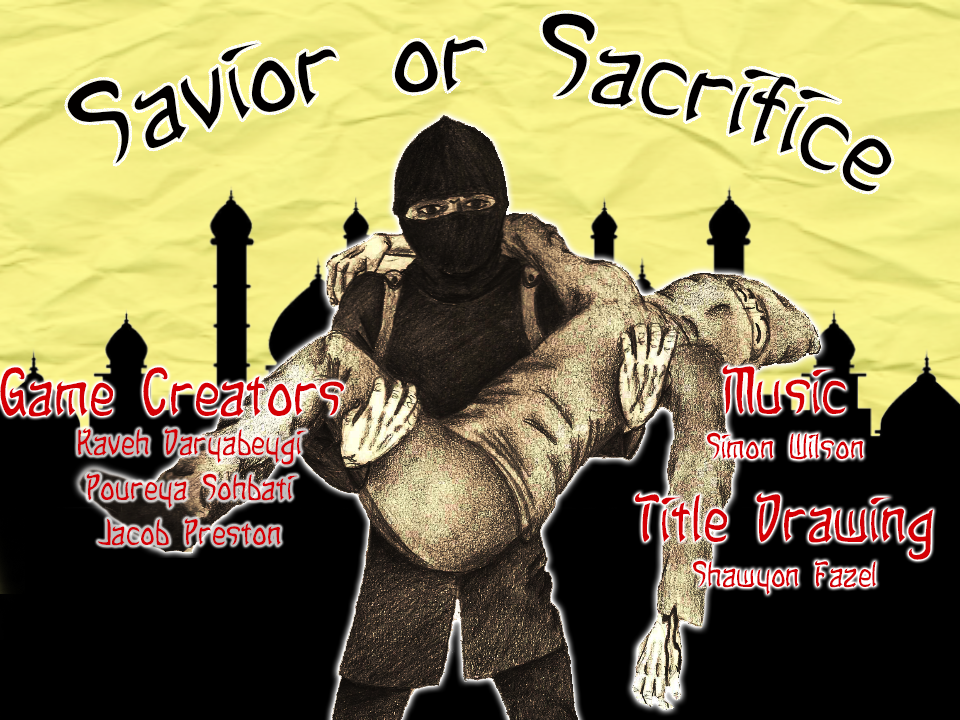 Savior or Sacrifice
Game Creators
Kaveh Daryabeygi
Poureya Sohbati
Jacob Preston
Music
Simon Wilson
Title Drawing
Shawyon Fazel